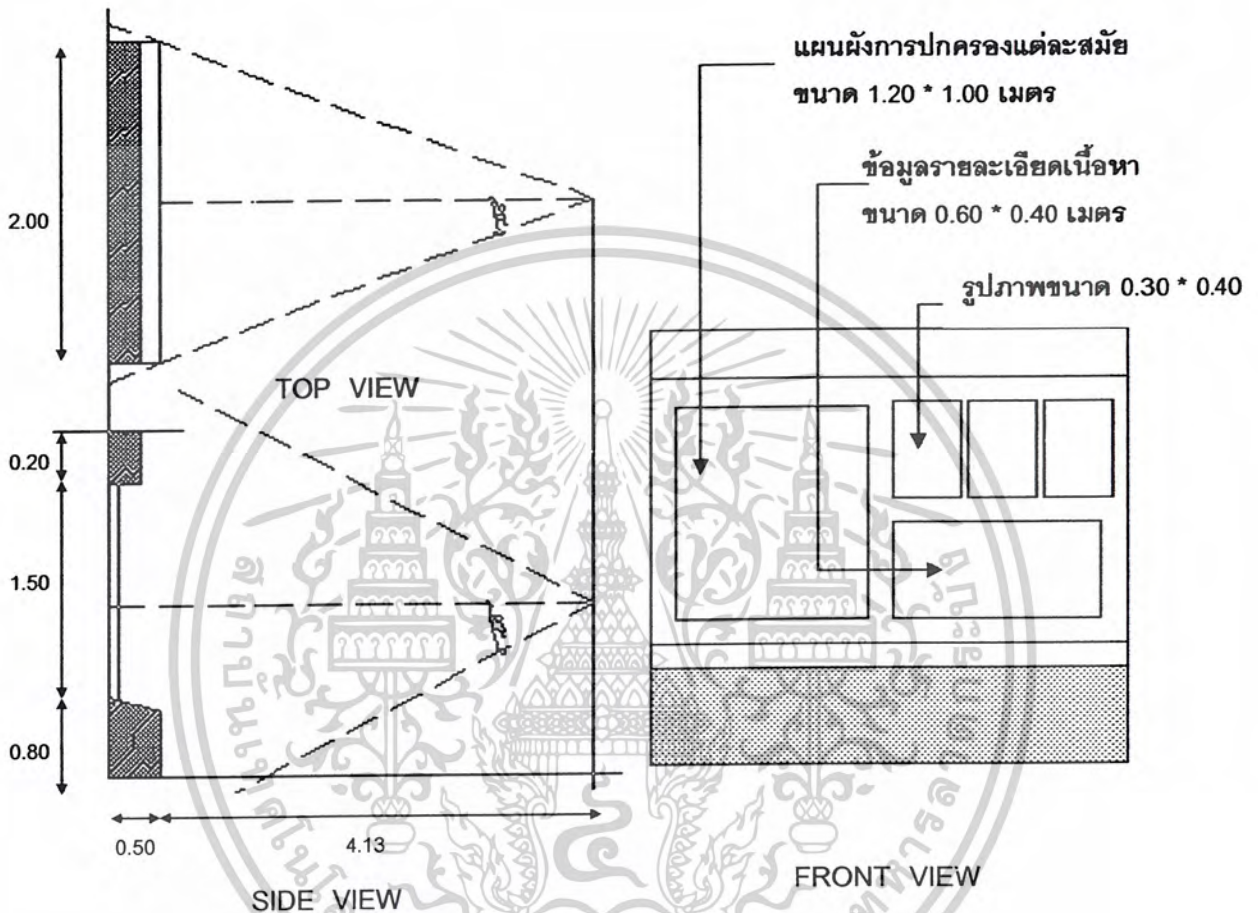 แผนผังการปกครองแต่ละสมัย
ขนาด 1.20 * 1.00 เมตร
ข้อมูลรายละเอียดเนื้อหา
ขนาด 0.60 * 0.40 เมตร
รูปภาพขนาด 0.30 * 0.40
2.00
TOP VIEW
0.20
1.50
0.80
0.50
4.13
SIDE VIEW
FRONT VIEW